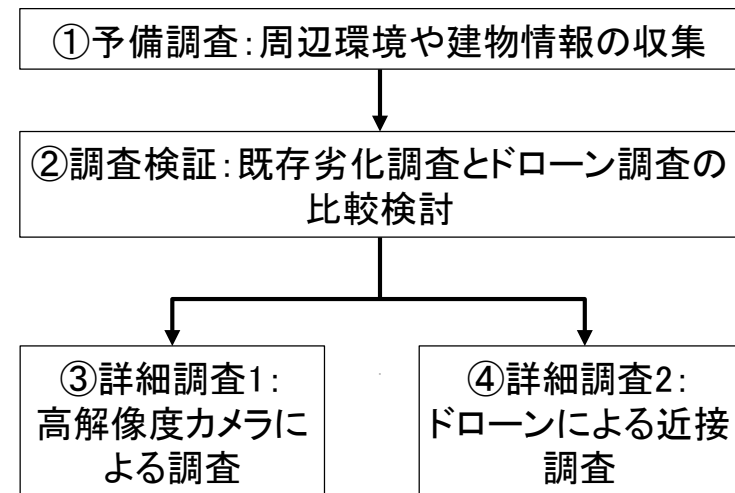 ①予備調査：周辺環境や建物情報の収集
②調査検証：既存劣化調査とドローン調査の
比較検討
③詳細調査1：
高解像度カメラに
よる調査
④詳細調査2：
ドローンによる近接
調査